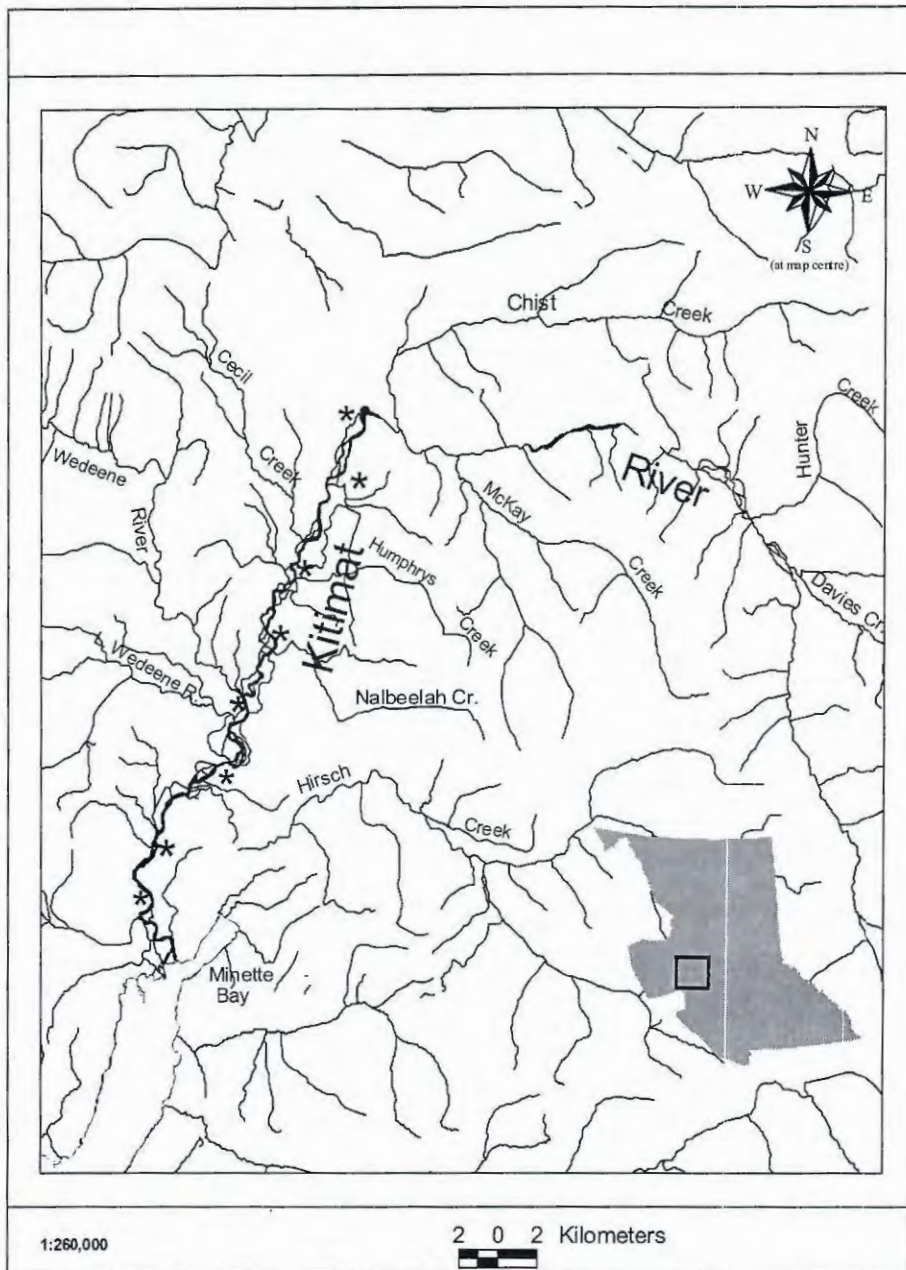 N
W E
S
(at map centre)
Chist
Creek
Cecil
Creek
*
Wedeene
River
River
Hunter
Creek
*
McKay
Creek
Humphrys
Creek
*
Kitimat
Davies Cr.
*
Wedeene R.
Nalbeelah Cr.
*
*
Hirsch
Creek
*
*
Minette
Bay
1:260,000
2 0 2 Kilometers